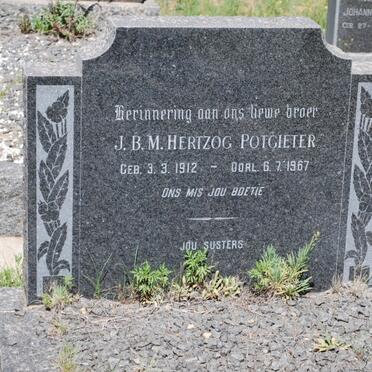 Herinnering aan ons liewe broer
J. B. M. HERTZOG POTGIETER
GEB. 3. 3. 1912 - OORL. 6. 7. 1967
ONS MIS JOU BOETIE
JOU SUSTERS
JOHANN